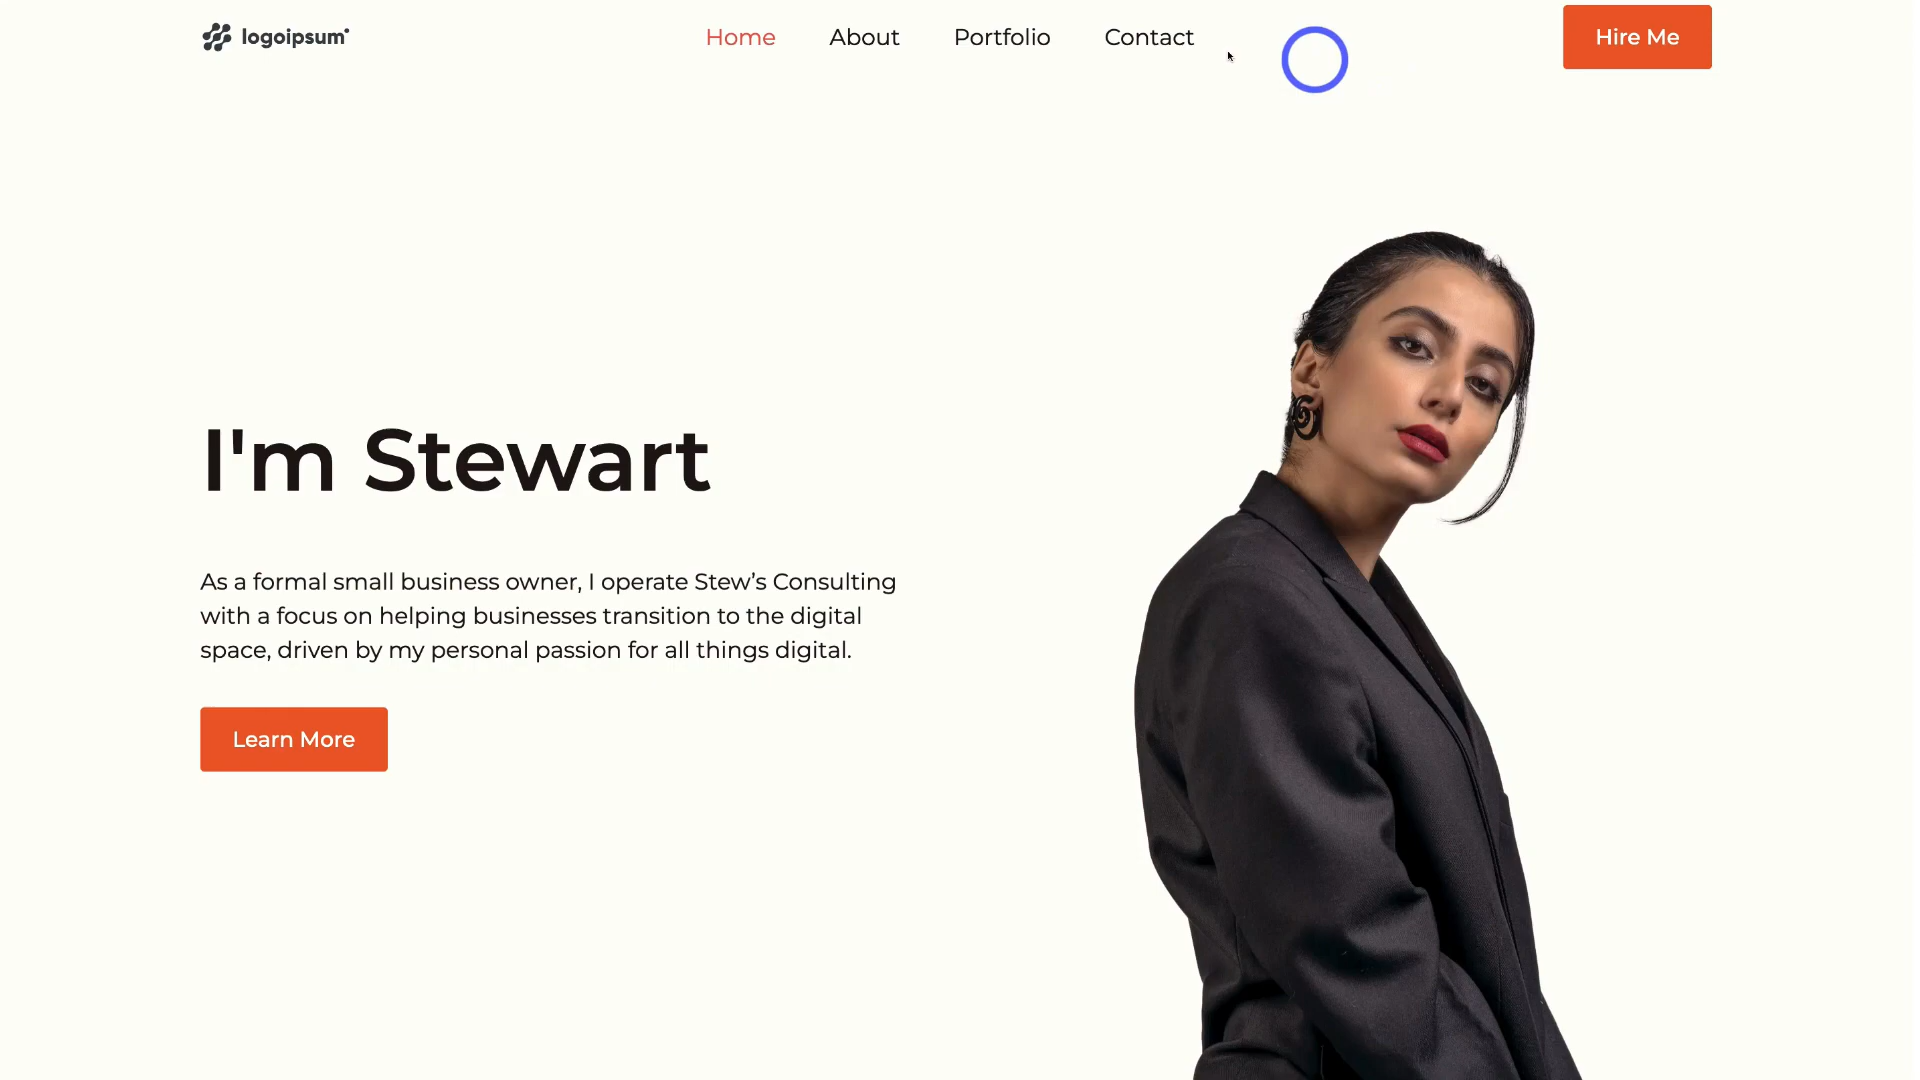 logoipsum
Home About Portfolio Contact
Hire Me
I'm Stewart
As a formal small business owner, I operate Stew’s Consulting
with a focus on helping businesses transition to the digital
space, driven by my personal passion for all things digital.
Learn More